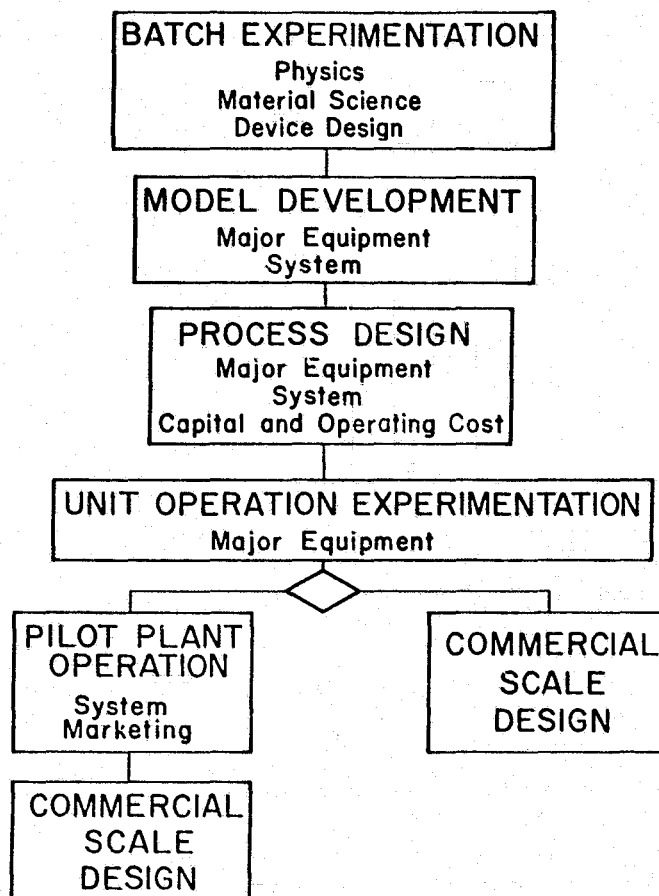 BATCH EXPERIMENTATION
Physics
Material Science
Device Design
MODEL DEVELOPMENT
Major Equipment
System
PROCESS DESIGN
Major Equipment
System
Capital and Operating Cost
UNIT OPERATION EXPERIMENTATION
Major Equipment
PILOT PLANT
OPERATION
System
Marketing
COMMERCIAL
SCALE
DESIGN
COMMERCIAL
SCALE
DESIGN